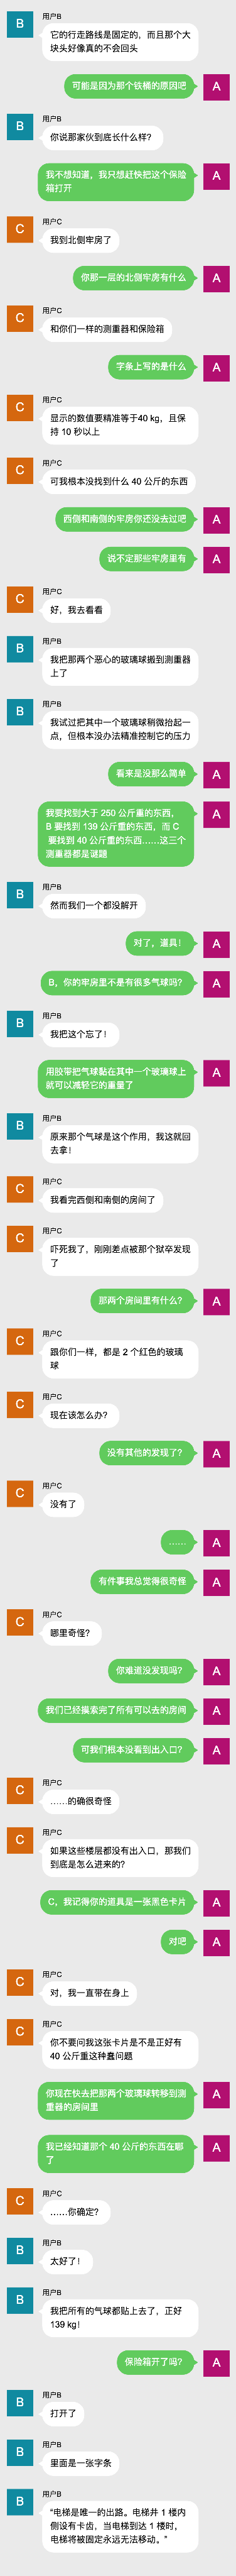 B
用户B
它的行走路线是固定的，而且那个大
块头好像真的不会回头
可能是因为那个铁桶的原因吧
A
B
用户B
你说那家伙到底长什么样？
我不想知道，我只想赶快把这个保险
箱打开
A
C
用户C
我到北侧牢房了
你那一层的北侧牢房有什么
A
C
用户C
和你们一样的测重器和保险箱
字条上写的是什么
A
C
用户C
显示的数值要精准等于40 kg，且保
持 10 秒以上
C
用户C
可我根本没找到什么 40 公斤的东西
西侧和南侧的牢房你还没去过吧
A
说不定那些牢房里有
A
C
用户C
好，我去看看
B
用户B
我把那两个恶心的玻璃球搬到测重器
上了
B
用户B
我试过把其中一个玻璃球稍微抬起一
点，但根本没办法精准控制它的压力
看来是没那么简单
A
我要找到大于 250 公斤重的东西，
B 要找到 139 公斤重的东西，而 C
要找到 40 公斤重的东西……这三个
测重器都是谜题
A
B
用户B
然而我们一个都没解开
对了，道具！
A
B，你的牢房里不是有很多气球吗？
A
B
用户B
我把这个忘了！
用胶带把气球黏在其中一个玻璃球上
就可以减轻它的重量了
A
B
用户B
原来那个气球是这个作用，我这就回
去拿！
C
用户C
我看完西侧和南侧的房间了
C
用户C
吓死我了，刚刚差点被那个狱卒发现
了
那两个房间里有什么？
A
C
用户C
跟你们一样，都是 2 个红色的玻璃
球
C
用户C
现在该怎么办？
没有其他的发现了？
A
C
用户C
没有了
……
A
有件事我总觉得很奇怪
A
C
用户C
哪里奇怪？
你难道没发现吗？
A
我们已经摸索完了所有可以去的房间
A
可我们根本没看到出入口？
A
C
用户C
……的确很奇怪
C
用户C
如果这些楼层都没有出入口，那我们
到底是怎么进来的？
C，我记得你的道具是一张黑色卡片
A
对吧
A
C
用户C
对，我一直带在身上
C
用户C
你不要问我这张卡片是不是正好有
40 公斤重这种蠢问题
你现在快去把那两个玻璃球转移到测
重器的房间里
A
我已经知道那个 40 公斤的东西在哪
了
A
C
用户C
……你确定？
B
用户B
太好了！
B
用户B
我把所有的气球都贴上去了，正好
139 kg！
保险箱开了吗？
A
B
用户B
打开了
B
用户B
里面是一张字条
B
用户B
“电梯是唯一的出路。电梯井 1 楼内
侧设有卡齿，当电梯到达 1 楼时，
电梯将被固定永远无法移动。”